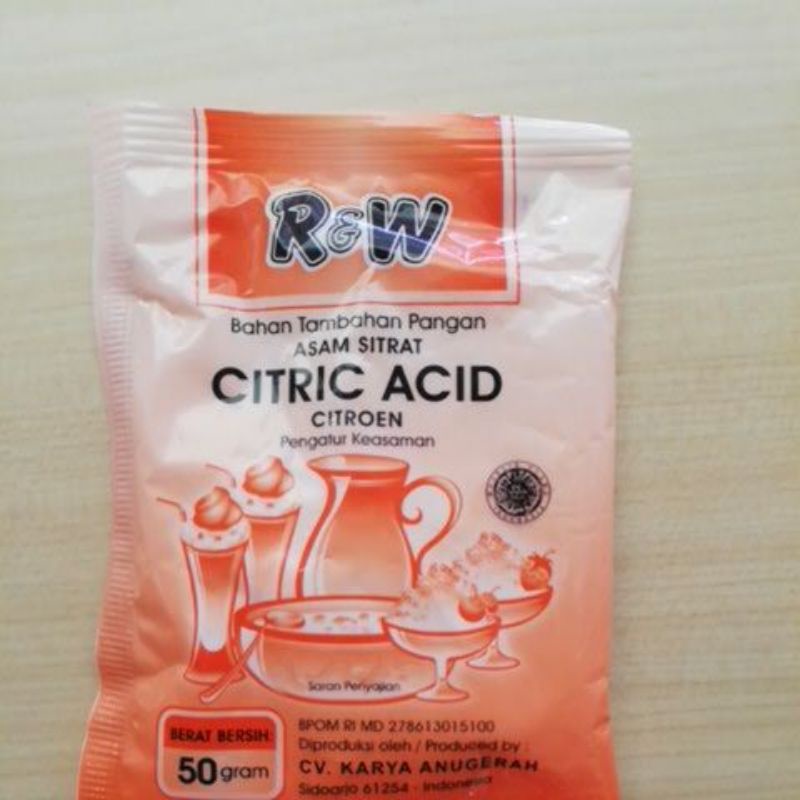 R&W
Bahan Tambahan Pangan
ASAM SITRAT
CITRIC ACID
CITROEN
Pengatur Keasaman
Saran Penyajian
BERAT BERSIH
50 gram
BPOM RI MD 278613015100
Diproduksi oleh / Produced by :
CV. KARYA ANUGERAH
Sidoarjo 61254 - Indonesia